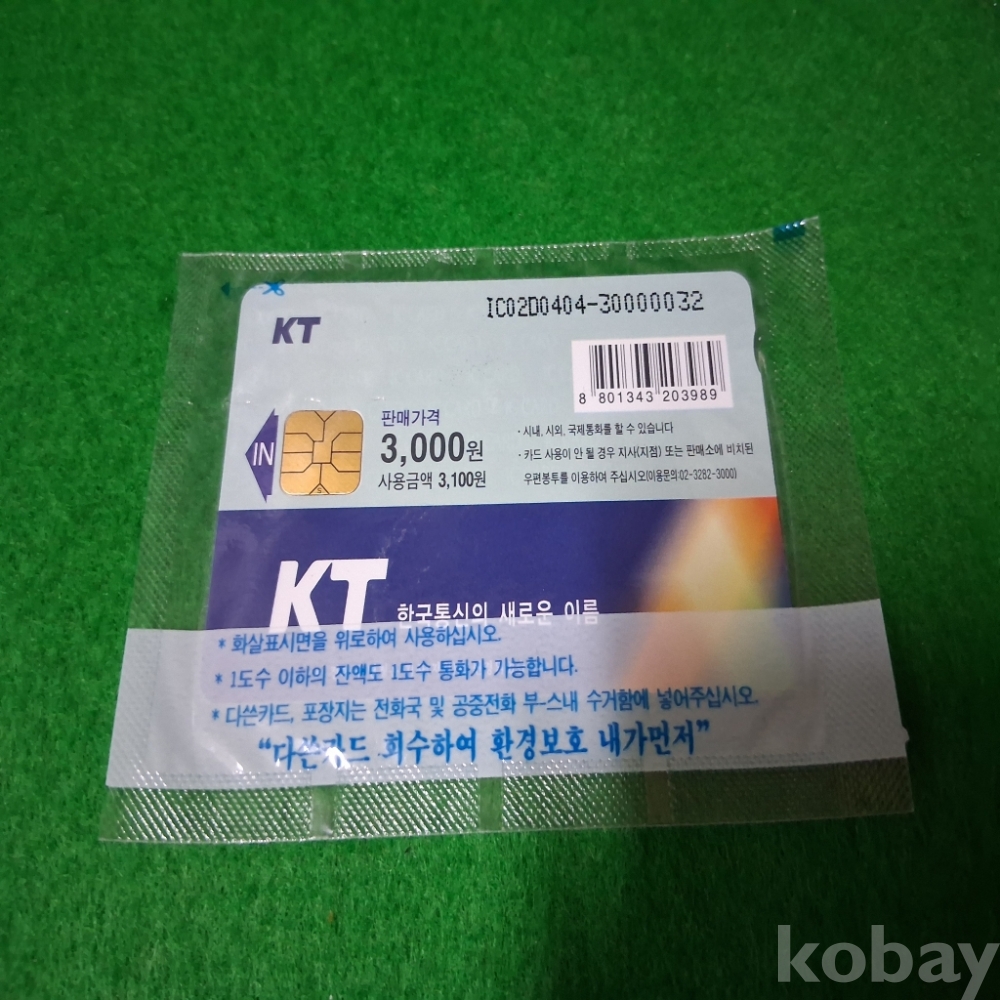 IC02D0404-30000032
KT
8 801343 203989
IN
판매가격
3,000원
사용금액 3,100원
· 시내, 시외, 국제통화를 할 수 있습니다
· 카드 사용이 안 될 경우 지사(지점) 또는 판매소에 비치된
우편봉투를 이용하여 주십시오(이용문의:02-3282-3000)
KT 한국통신의 새로운 이름
* 화살표시면을 위로하여 사용하십시오.
* 1도수 이하의 잔액도 1도수 통화가 가능합니다.
* 다쓴카드, 포장지는 전화국 및 공중전화 부-스내 수거함에 넣어주십시오.
“다쓴카드 회수하여 환경보호 내가먼저”
kobay